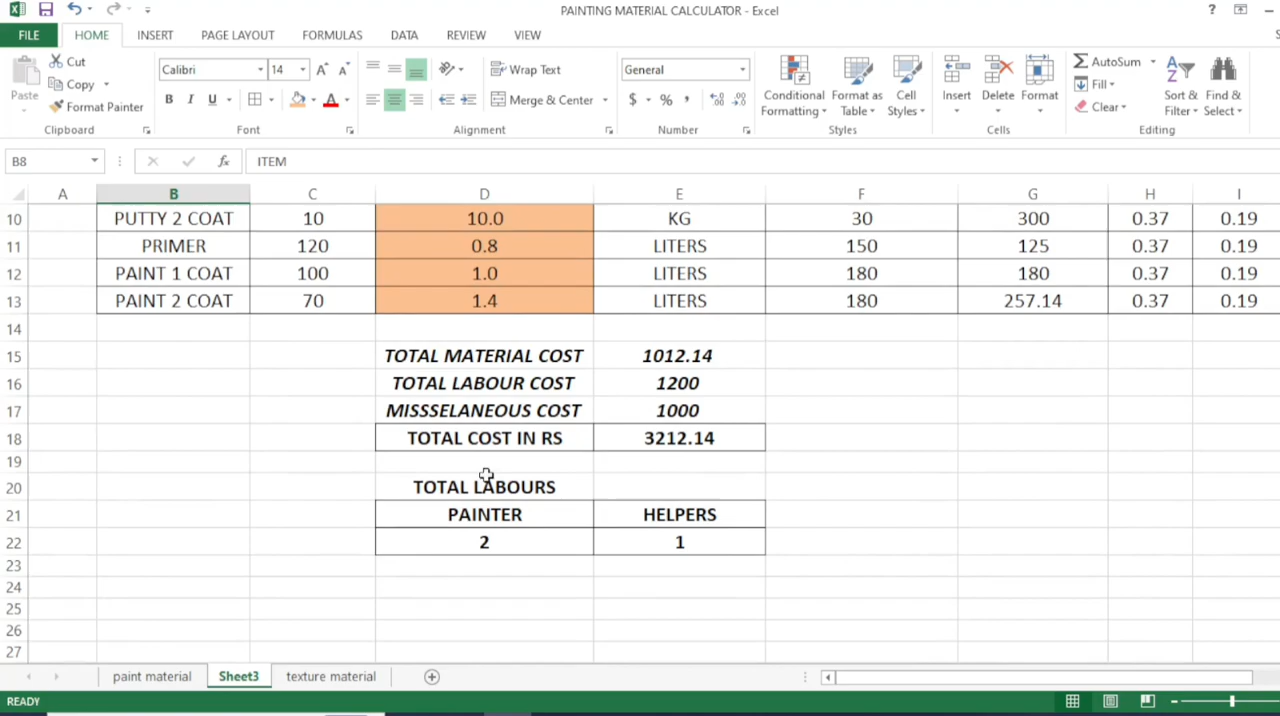 PAINTING MATERIAL CALCULATOR - Excel
?
FILE HOME INSERT PAGE LAYOUT FORMULAS DATA REVIEW VIEW
Paste
Cut
Copy
Format Painter
Clipboard
Calibri 14
B I U
Font
Wrap Text
Merge & Center
Alignment
General
$ % ,
Number
Conditional Formatting
Format as Table
Cell Styles
Styles
Insert Delete Format
Cells
AutoSum
Fill
Clear
Sort & Filter
Find & Select
Editing
B8 fx ITEM
A B C D E F G H I
10 PUTTY 2 COAT 10 10.0 KG 30 300 0.37 0.19
11 PRIMER 120 0.8 LITERS 150 125 0.37 0.19
12 PAINT 1 COAT 100 1.0 LITERS 180 180 0.37 0.19
13 PAINT 2 COAT 70 1.4 LITERS 180 257.14 0.37 0.19
14
15 TOTAL MATERIAL COST 1012.14
16 TOTAL LABOUR COST 1200
17 MISSSELANEOUS COST 1000
18 TOTAL COST IN RS 3212.14
19
20 TOTAL LABOURS
21 PAINTER HELPERS
22 2 1
23
24
25
26
27
paint material Sheet3 texture material
READY